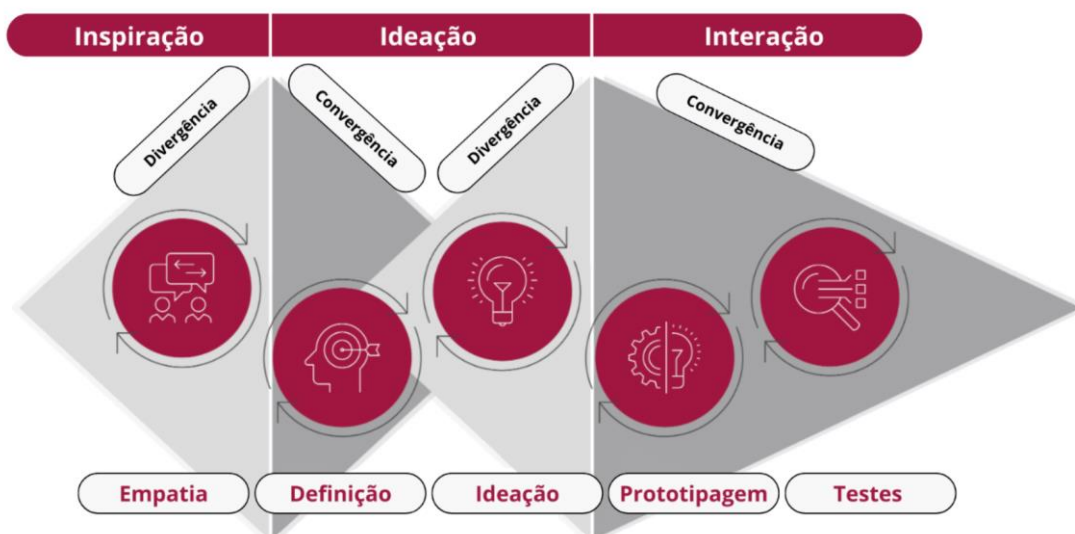 Inspiração
Ideação
Interação
Divergência
Convergência
Divergência
Convergência
Empatia
Definição
Ideação
Prototipagem
Testes